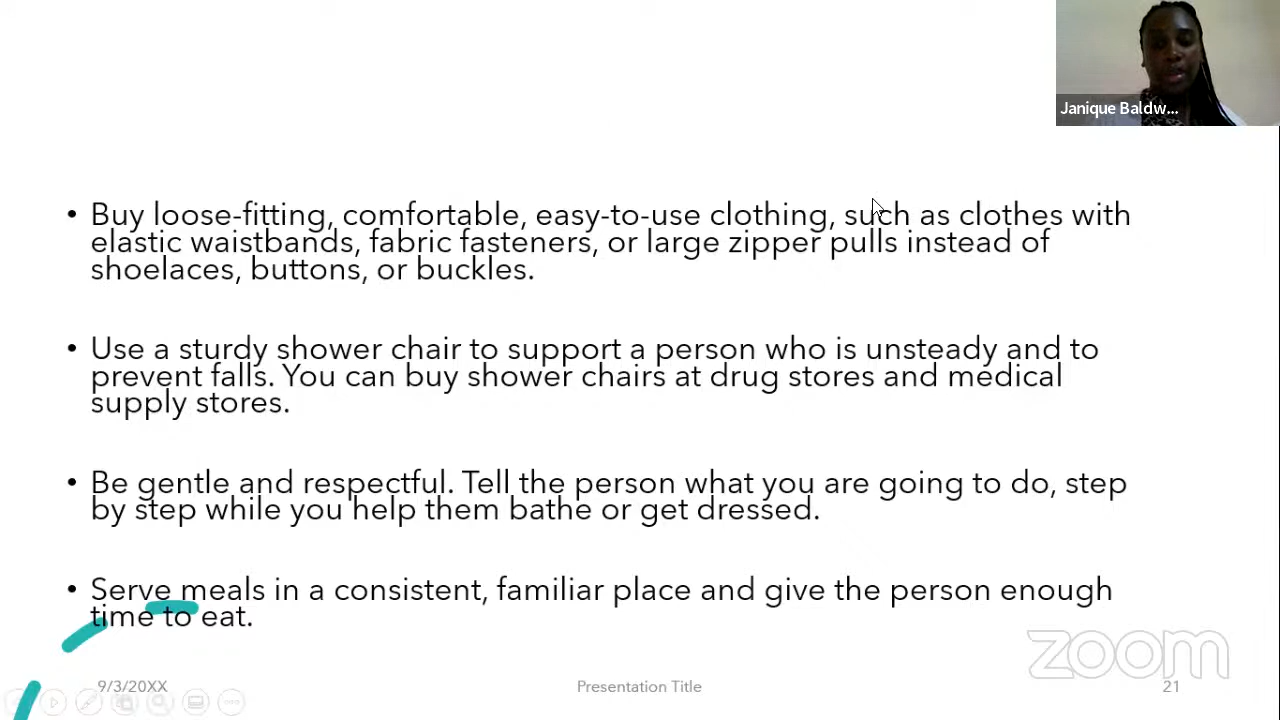 Janique Baldw...
• Buy loose-fitting, comfortable, easy-to-use clothing, such as clothes with
elastic waistbands, fabric fasteners, or large zipper pulls instead of
shoelaces, buttons, or buckles.
• Use a sturdy shower chair to support a person who is unsteady and to
prevent falls. You can buy shower chairs at drug stores and medical
supply stores.
• Be gentle and respectful. Tell the person what you are going to do, step
by step while you help them bathe or get dressed.
• Serve meals in a consistent, familiar place and give the person enough
time to eat.
zoom
9/3/20XX
Presentation Title
21